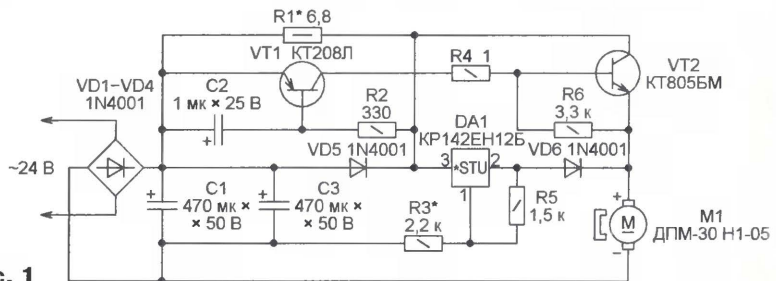 R1* 6,8
VT1 КТ208Л
R4 1
VT2
КТ805БМ
VD1–VD4
1N4001
C2
1 мк × 25 В
+
R2
330
DA1
КР142ЕН12Б
R6
3,3 к
VD5 1N4001
3 *STU 2
1
VD6 1N4001
~24 В
+
C1
470 мк ×
× 50 В
+
C3
470 мк ×
× 50 В
R3*
2,2 к
R5
1,5 к
+
M
–
M1
ДПМ-30 Н1-05
с. 1